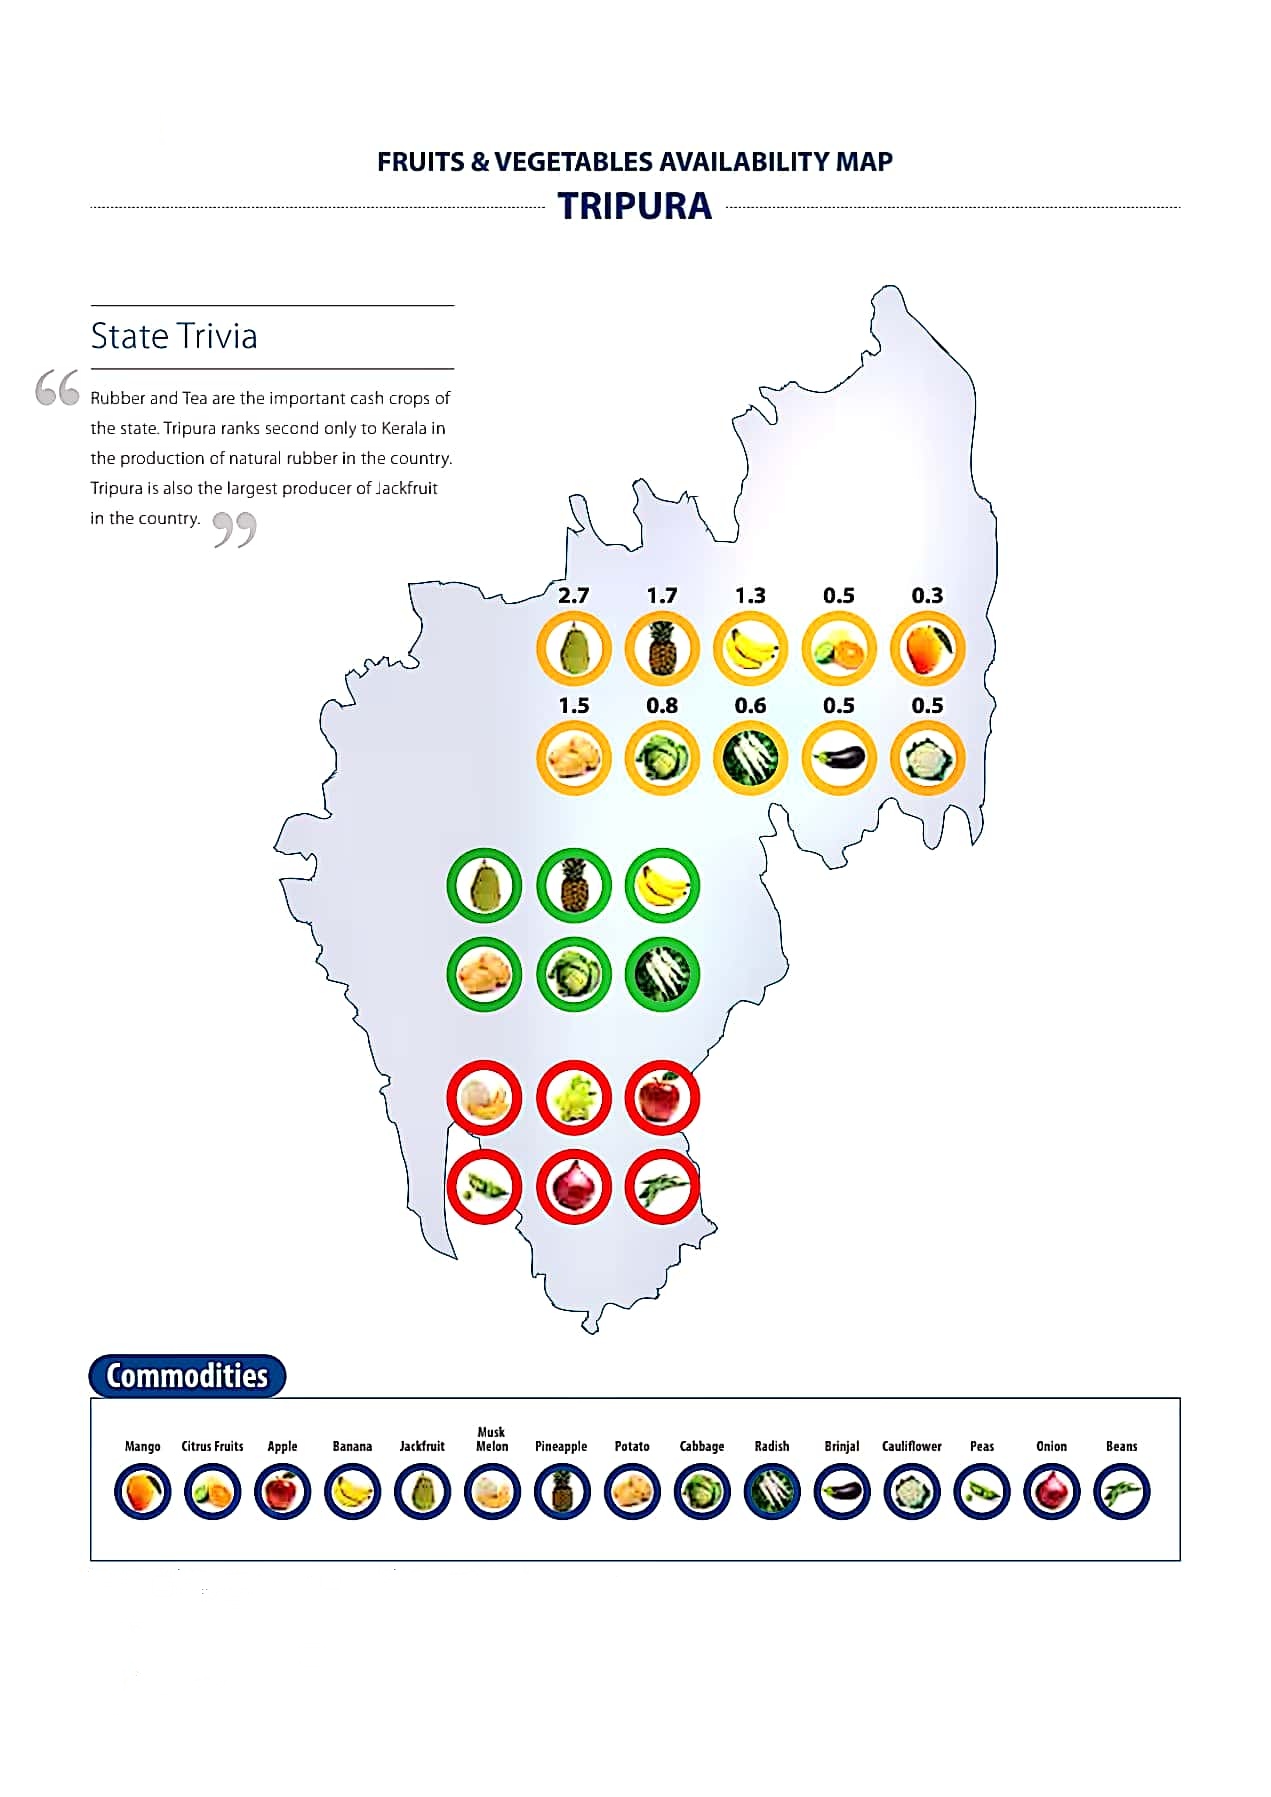 FRUITS & VEGETABLES AVAILABILITY MAP
TRIPURA
State Trivia
“ Rubber and Tea are the important cash crops of
the state. Tripura ranks second only to Kerala in
the production of natural rubber in the country.
Tripura is also the largest producer of Jackfruit
in the country. ”
2.7 1.7 1.3 0.5 0.3
1.5 0.8 0.6 0.5 0.5
Commodities
Mango Citrus Fruits Apple Banana Jackfruit Musk Melon Pineapple Potato Cabbage Radish Brinjal Cauliflower Peas Onion Beans